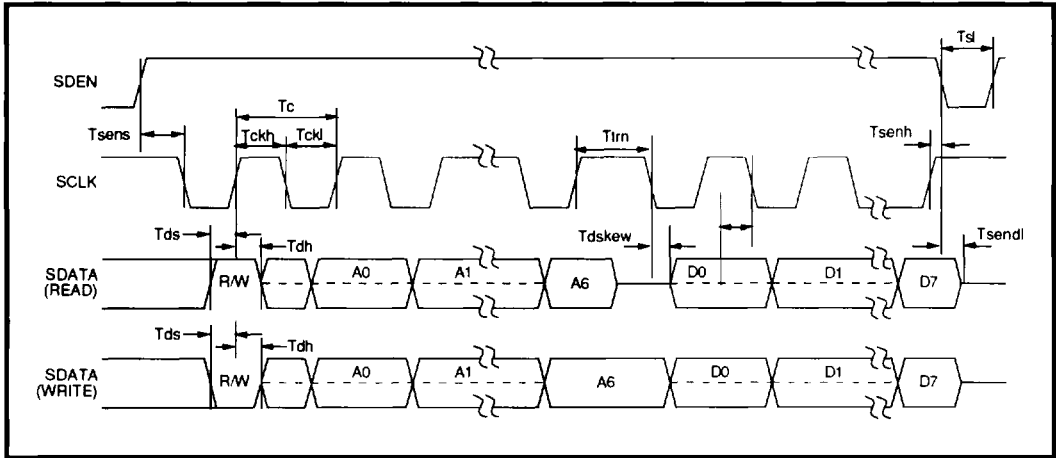 Tsl
SDEN
Tc
Tsens
Tckh
Tckl
Ttrn
Tsenh
SCLK
Tds
Tdh
Tdskew
Tsendl
SDATA
(READ)
R/W
A0
A1
A6
D0
D1
D7
Tds
Tdh
SDATA
(WRITE)
R/W
A0
A1
A6
D0
D1
D7